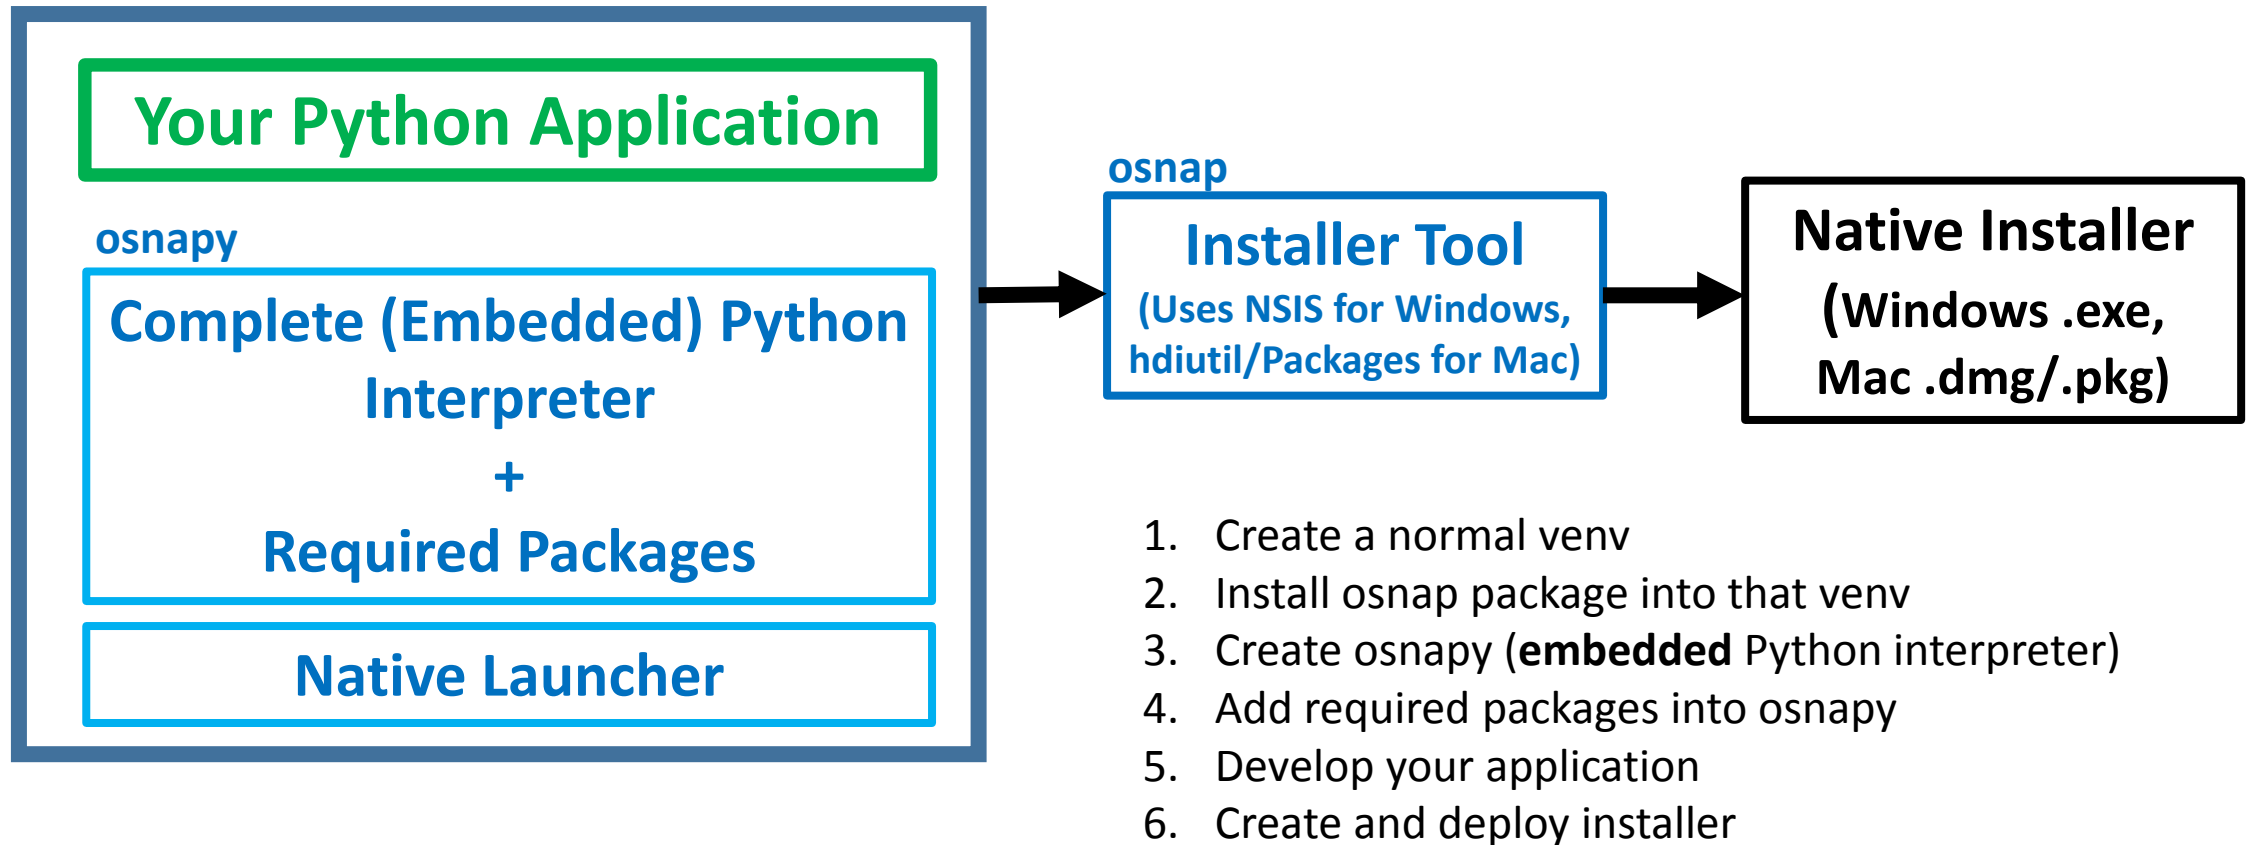 Your Python Application
osnapy
Complete (Embedded) Python
Interpreter
+
Required Packages
Native Launcher
osnap
Installer Tool
(Uses NSIS for Windows,
hdiutil/Packages for Mac)
Native Installer
(Windows .exe,
Mac .dmg/.pkg)
1. Create a normal venv
2. Install osnap package into that venv
3. Create osnapy (embedded Python interpreter)
4. Add required packages into osnapy
5. Develop your application
6. Create and deploy installer